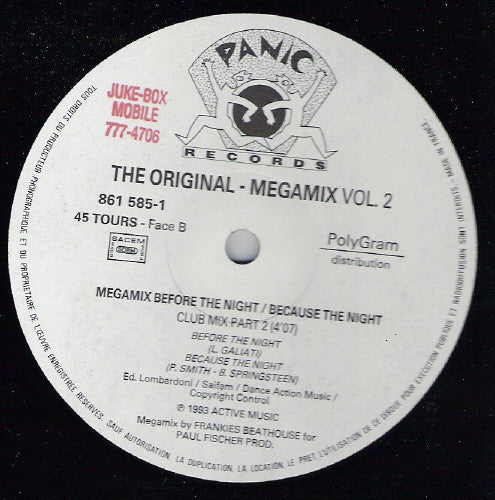 PANIC
RECORDS
JUKE-BOX
MOBILE
777-4706
THE ORIGINAL - MEGAMIX VOL. 2
861 585-1
45 TOURS - Face B
SACEM
PolyGram
distribution
MEGAMIX BEFORE THE NIGHT / BECAUSE THE NIGHT
CLUB MIX PART 2 (4'07)
BEFORE THE NIGHT
(L. GALIATI)
BECAUSE THE NIGHT
(P. SMITH - B. SPRINGSTEEN)
Ed. Lombardoni / Saifam / Dance Action Music /
Copyright Control
℗ 1993 ACTIVE MUSIC
Megamix by FRANKIES BEATHOUSE for
PAUL FISCHER PROD.
TOUS DROITS DU PRODUCTEUR PHONOGRAPHIQUE ET DU PROPRIETAIRE DE L'ŒUVRE ENREGISTREE RESERVES. SAUF AUTORISATION, LA DUPLICATION, LA LOCATION, LE PRET, L'UTILISATION DE CE DISQUE POUR EXECUTION PUBLIQUE ET RADIODIFFUSION SONT INTERDITS - MADE IN FRANCE.